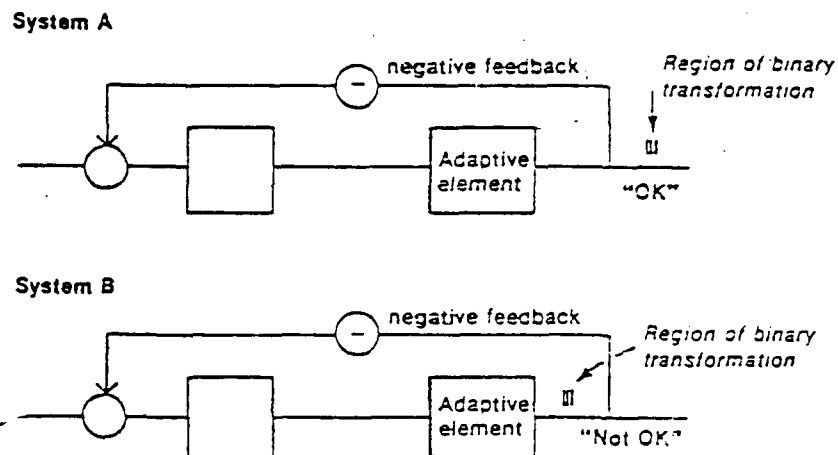 System A
negative feedback
Region of binary
transformation
−
Adaptive
element
"OK"
System B
negative feedback
Region of binary
transformation
−
Adaptive
element
"Not OK"